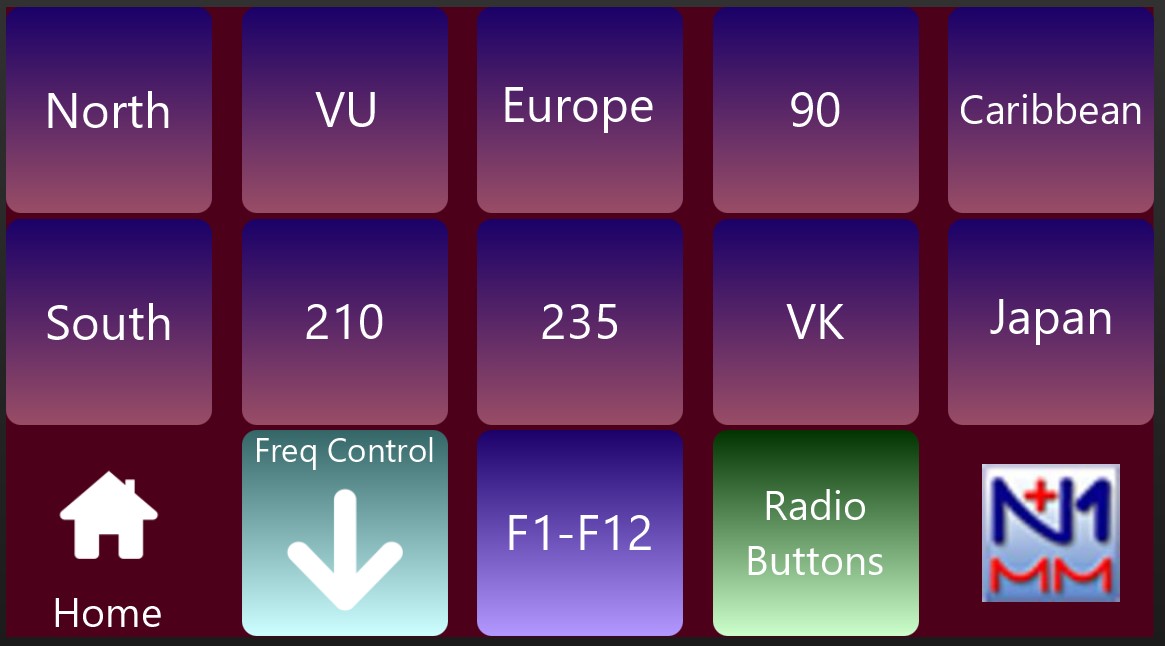 North
VU
Europe
90
Caribbean
South
210
235
VK
Japan
Home
Freq Control
F1-F12
Radio
Buttons
N+1
MM